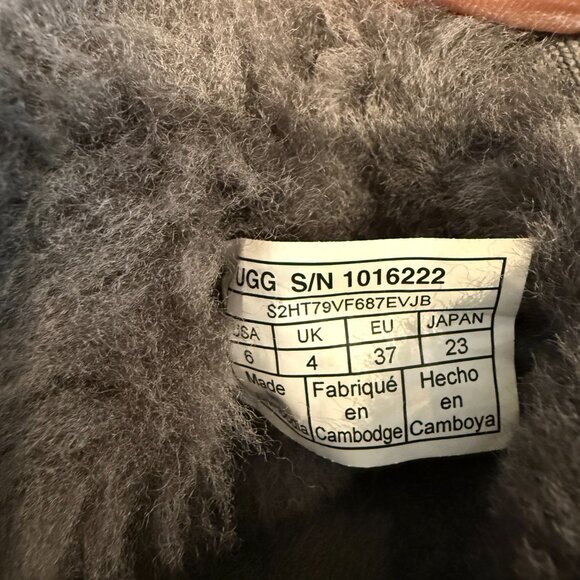 UGG S/N 1016222
S2HT79VF687EVJB
USA UK EU JAPAN
6 4 37 23
Made Fabriqué Hecho
en en
Cambodge Camboya